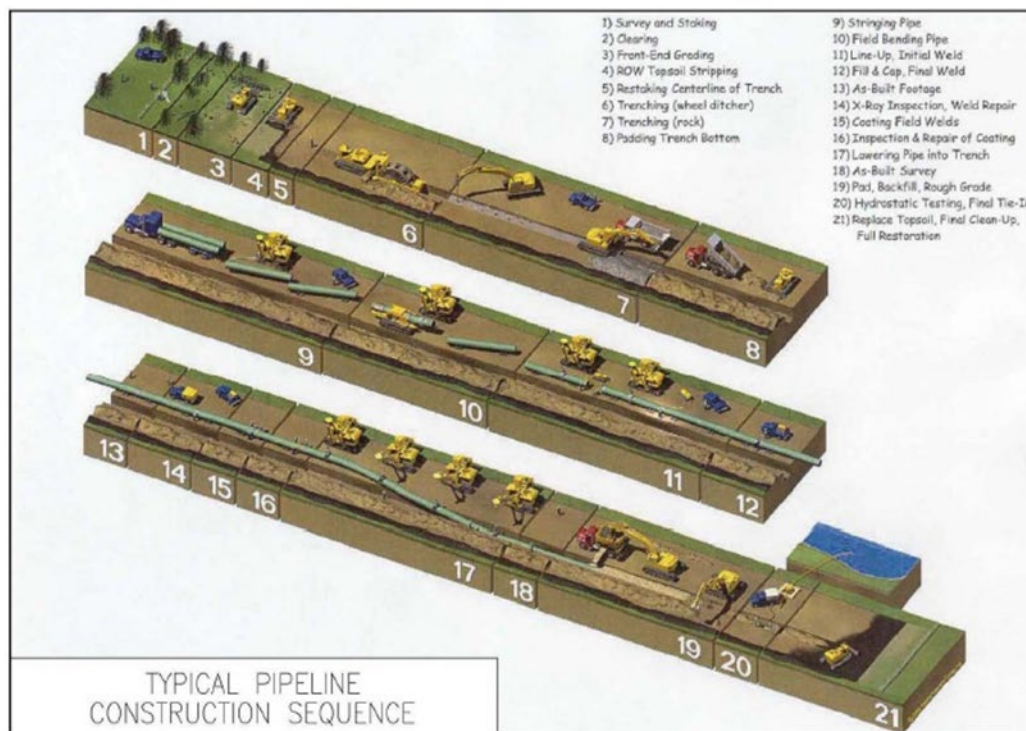 1) Survey and Staking
2) Clearing
3) Front-End Grading
4) ROW Topsoil Stripping
5) Restaking Centerline of Trench
6) Trenching (wheel ditcher)
7) Trenching (rock)
8) Padding Trench Bottom
9) Stringing Pipe
10) Field Bending Pipe
11) Line-Up, Initial Weld
12) Fill & Cap, Final Weld
13) As-Built Footage
14) X-Ray Inspection, Weld Repair
15) Coating Field Welds
16) Inspection & Repair of Coating
17) Lowering Pipe into Trench
18) As-Built Survey
19) Pad, Backfill, Rough Grade
20) Hydrostatic Testing, Final Tie-I
21) Replace Topsoil, Final Clean-Up,
Full Restoration
1 2 3 4 5 6 7 8
9 10 11 12
13 14 15 16 17 18 19 20 21
TYPICAL PIPELINE
CONSTRUCTION SEQUENCE